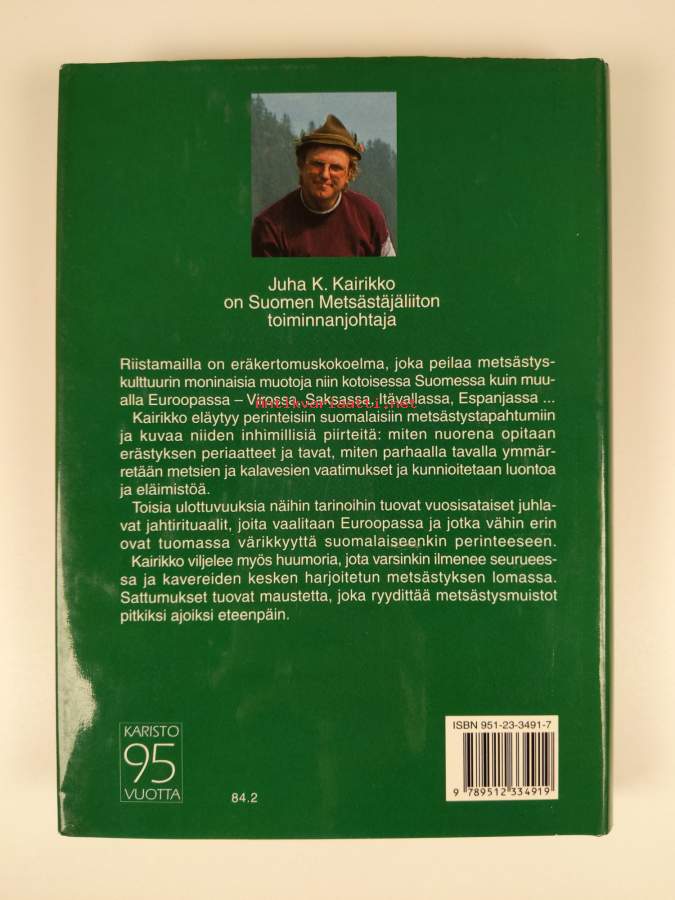 Juha K. Kairikko
on Suomen Metsästäjäliiton
toiminnanjohtaja
Riistamailla on eräkertomuskokoelma, joka peilaa metsästys-
kulttuurin moninaisia muotoja niin kotoisessa Suomessa kuin muu-
alla Euroopassa – Virossa, Saksassa, Itävallassa, Espanjassa ...
Antikvariaatti.net
Kairikko eläytyy perinteisiin suomalaisiin metsästystapahtumiin
ja kuvaa niiden inhimillisiä piirteitä: miten nuorena opitaan
erästyksen periaatteet ja tavat, miten parhaalla tavalla ymmär-
retään metsien ja kalavesien vaatimukset ja kunnioitetaan luontoa
ja eläimistöä.
Toisia ulottuvuuksia näihin tarinoihin tuovat vuosisataiset juhla-
vat jahtirituaalit, joita vaalitaan Euroopassa ja jotka vähin erin
ovat tuomassa värikkyyttä suomalaiseenkin perinteeseen.
Kairikko viljelee myös huumoria, jota varsinkin ilmenee seuruees-
sa ja kavereiden kesken harjoitetun metsästyksen lomassa.
Sattumukset tuovat maustetta, joka ryydittää metsästysmuistot
pitkiksi ajoiksi eteenpäin.
KARISTO
95
VUOTTA
84.2
ISBN 951-23-3491-7
9 789512 334919